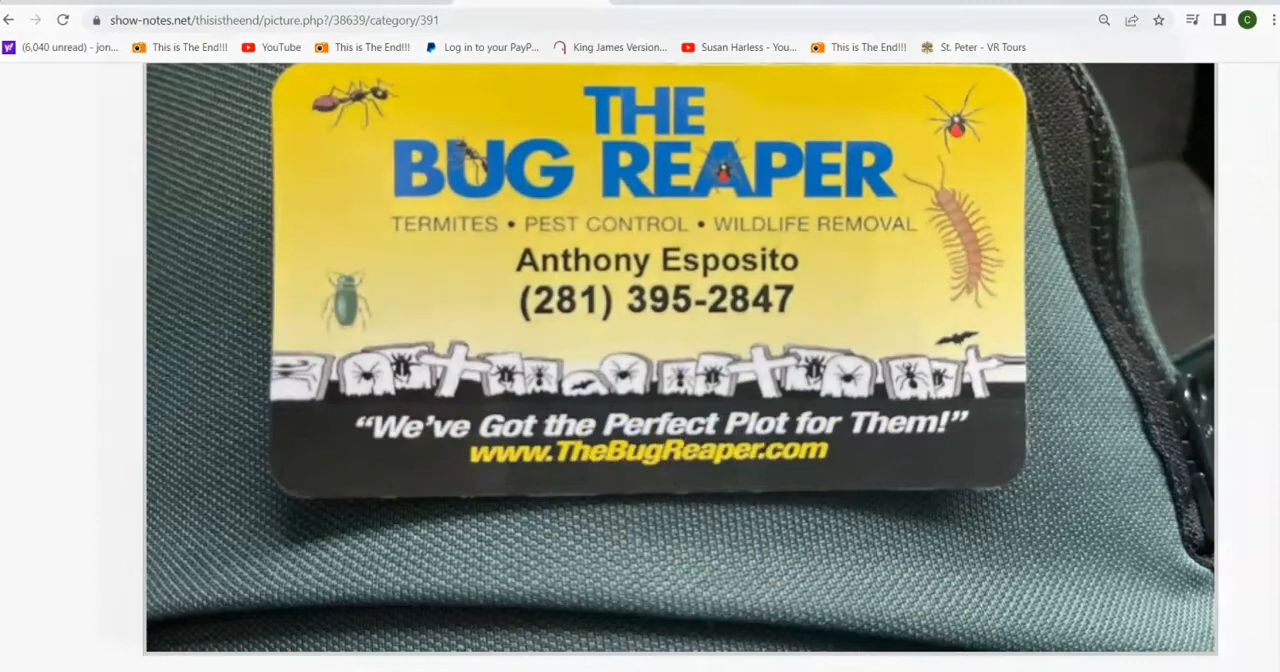 show-notes.net/thisistheend/picture.php?/38639/category/391
C
(6,040 unread) - jon...
This is The End!!!
YouTube
This is The End!!!
Log in to your PayP...
King James Version...
Susan Harless - You...
This is The End!!!
St. Peter - VR Tours
THE
BUG REAPER
TERMITES • PEST CONTROL • WILDLIFE REMOVAL
Anthony Esposito
(281) 395-2847
“We’ve Got the Perfect Plot for Them!”
www.TheBugReaper.com